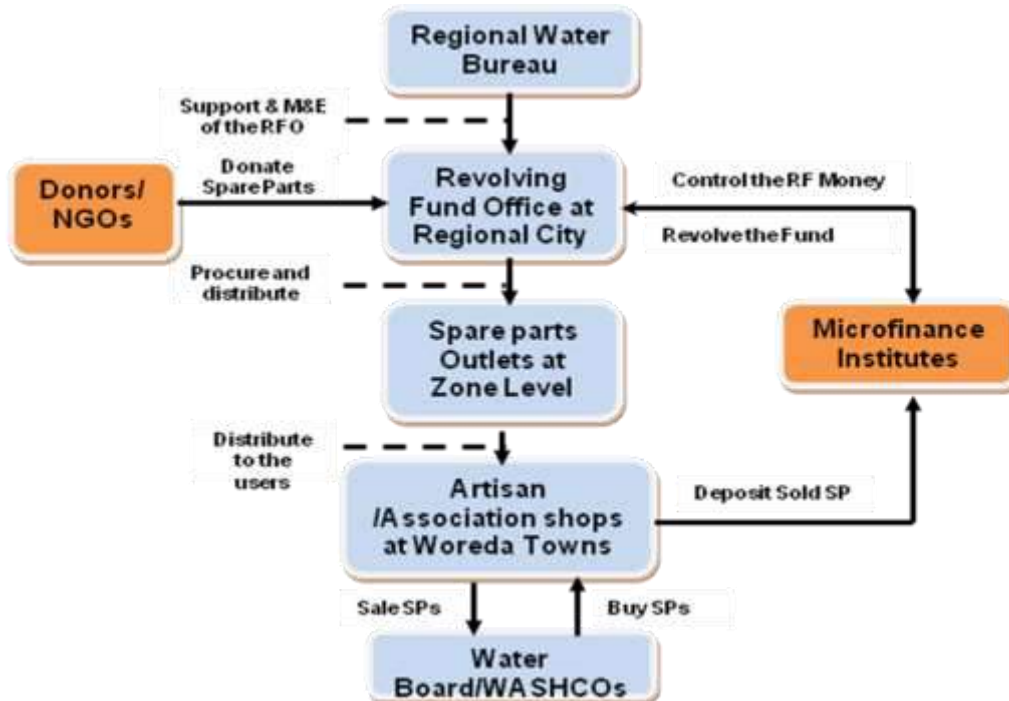 Regional Water
Bureau
Support & M&E
of the RFO
Donate
Spare Parts
Donors/
NGOs
Revolving
Fund Office at
Regional City
Control the RF Money
Revolve the Fund
Procure and
distribute
Spare parts
Outlets at
Zone Level
Microfinance
Institutes
Distribute
to the
users
Artisan
/Association shops
at Woreda Towns
Deposit Sold SP
Sale SPs
Buy SPs
Water
Board/WASHCOs